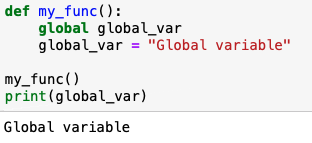 def my_func():
    global global_var
    global_var = "Global variable"

my_func()
print(global_var)
Global variable